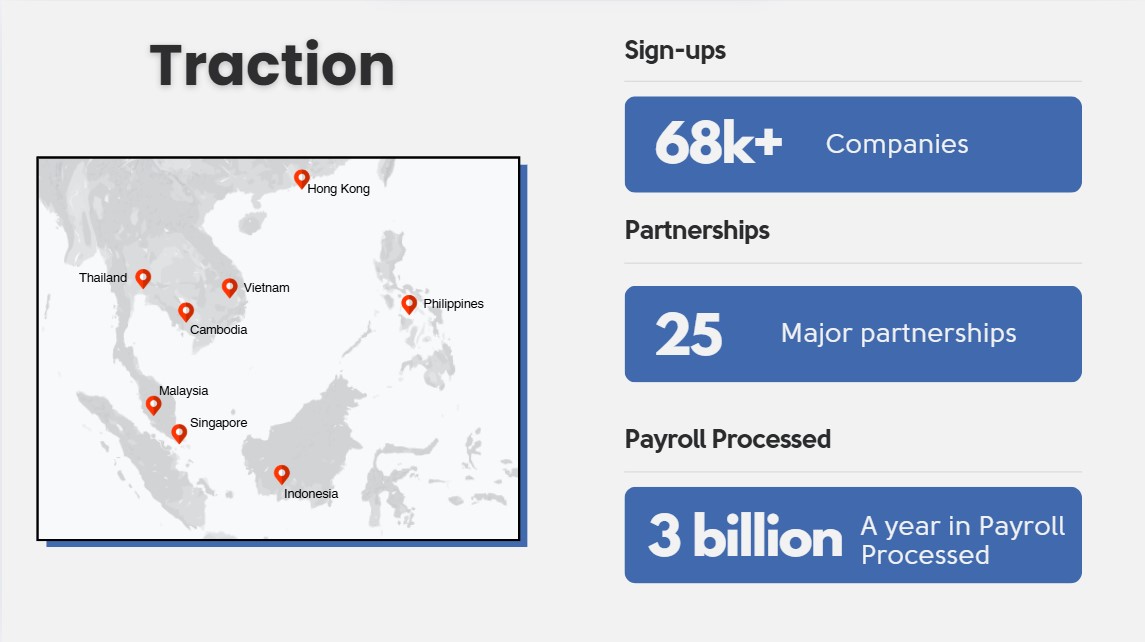 Traction
Hong Kong
Thailand
Vietnam
Philippines
Cambodia
Malaysia
Singapore
Indonesia
Sign-ups
68k+ Companies
Partnerships
25 Major partnerships
Payroll Processed
3 billion A year in Payroll
Processed